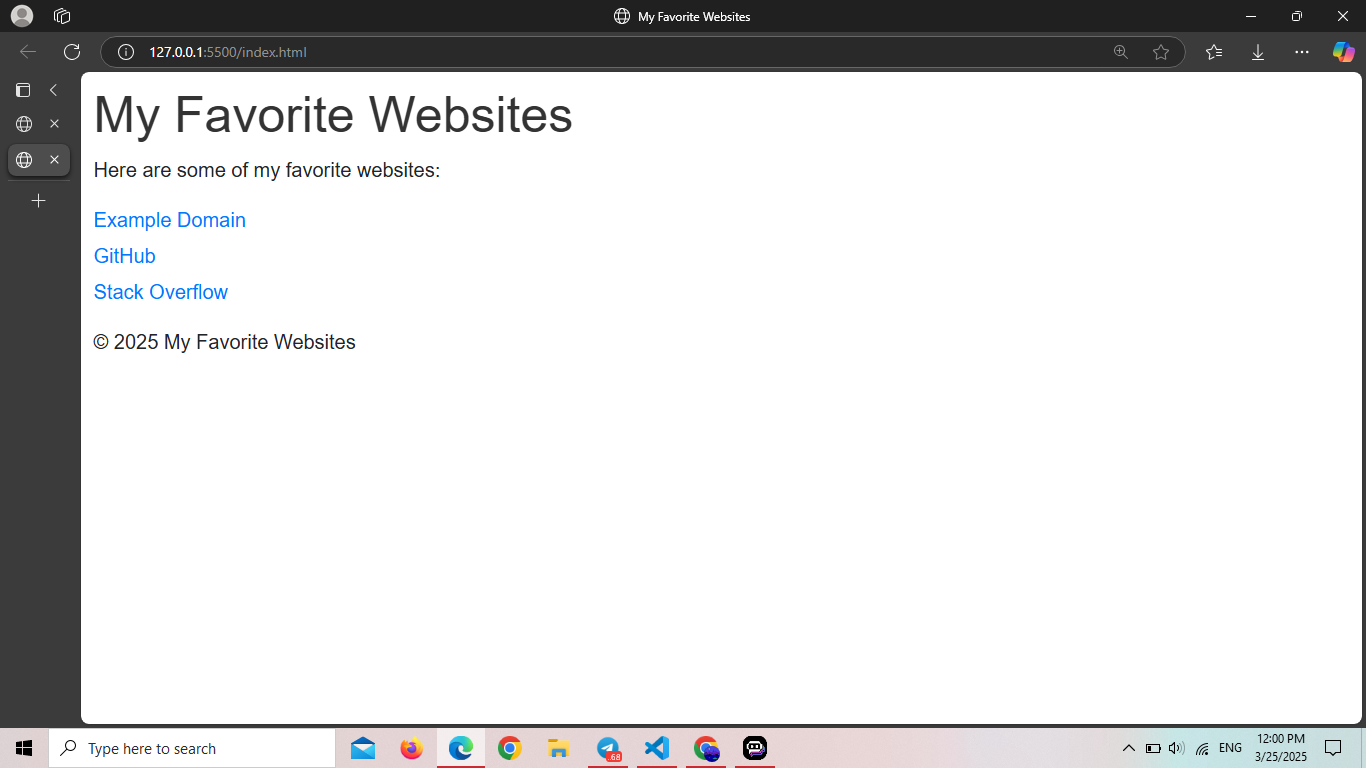 My Favorite Websites
127.0.0.1:5500/index.html
My Favorite Websites
Here are some of my favorite websites:
Example Domain
GitHub
Stack Overflow
© 2025 My Favorite Websites
Type here to search
.68
ENG
12:00 PM
3/25/2025